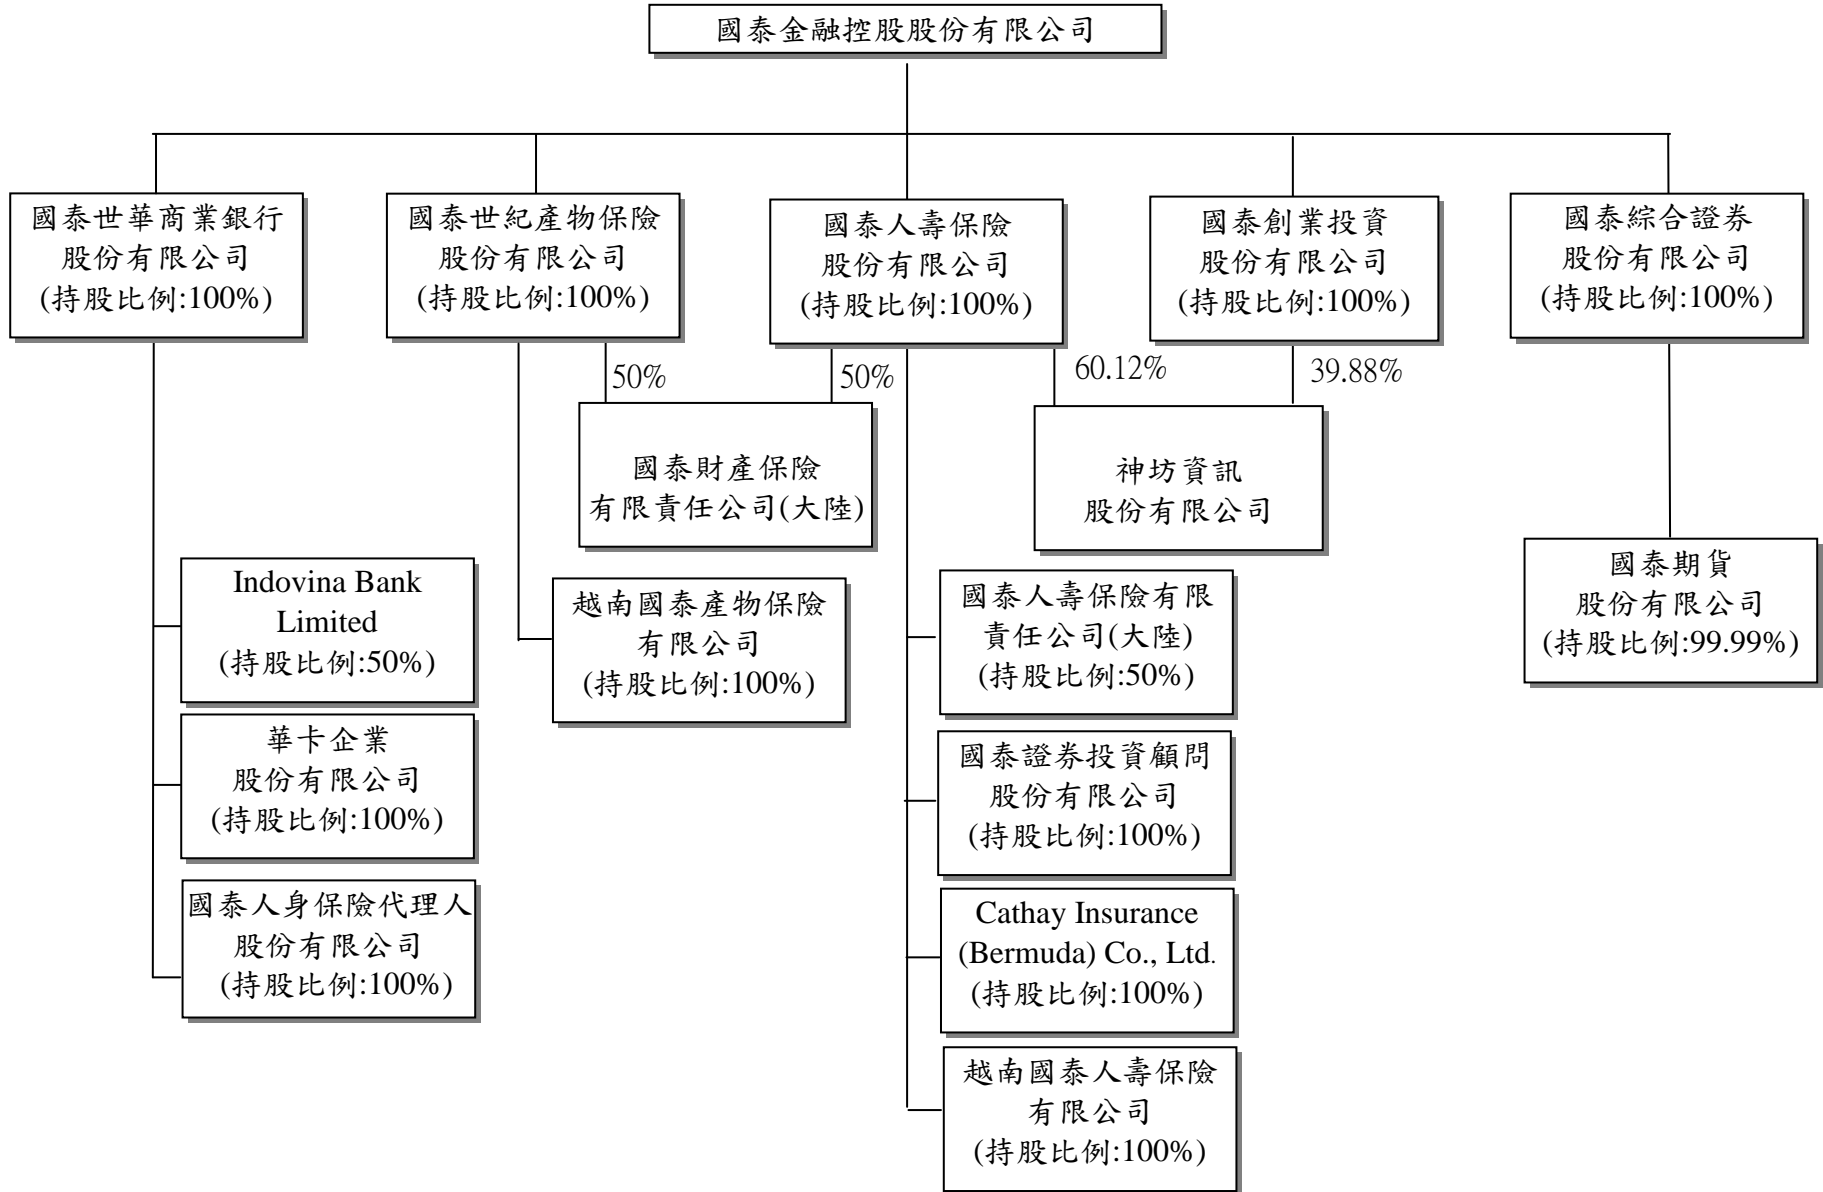 國泰金融控股股份有限公司
國泰世華商業銀行
股份有限公司
(持股比例:100%)
國泰世紀產物保險
股份有限公司
(持股比例:100%)
國泰人壽保險
股份有限公司
(持股比例:100%)
國泰創業投資
股份有限公司
(持股比例:100%)
國泰綜合證券
股份有限公司
(持股比例:100%)
50%
50%
60.12%
39.88%
國泰財產保險
有限責任公司(大陸)
神坊資訊
股份有限公司
Indovina Bank
Limited
(持股比例:50%)
華卡企業
股份有限公司
(持股比例:100%)
國泰人身保險代理人
股份有限公司
(持股比例:100%)
越南國泰產物保險
有限公司
(持股比例:100%)
國泰人壽保險有限
責任公司(大陸)
(持股比例:50%)
國泰證券投資顧問
股份有限公司
(持股比例:100%)
Cathay Insurance
(Bermuda) Co., Ltd.
(持股比例:100%)
越南國泰人壽保險
有限公司
(持股比例:100%)
國泰期貨
股份有限公司
(持股比例:99.99%)